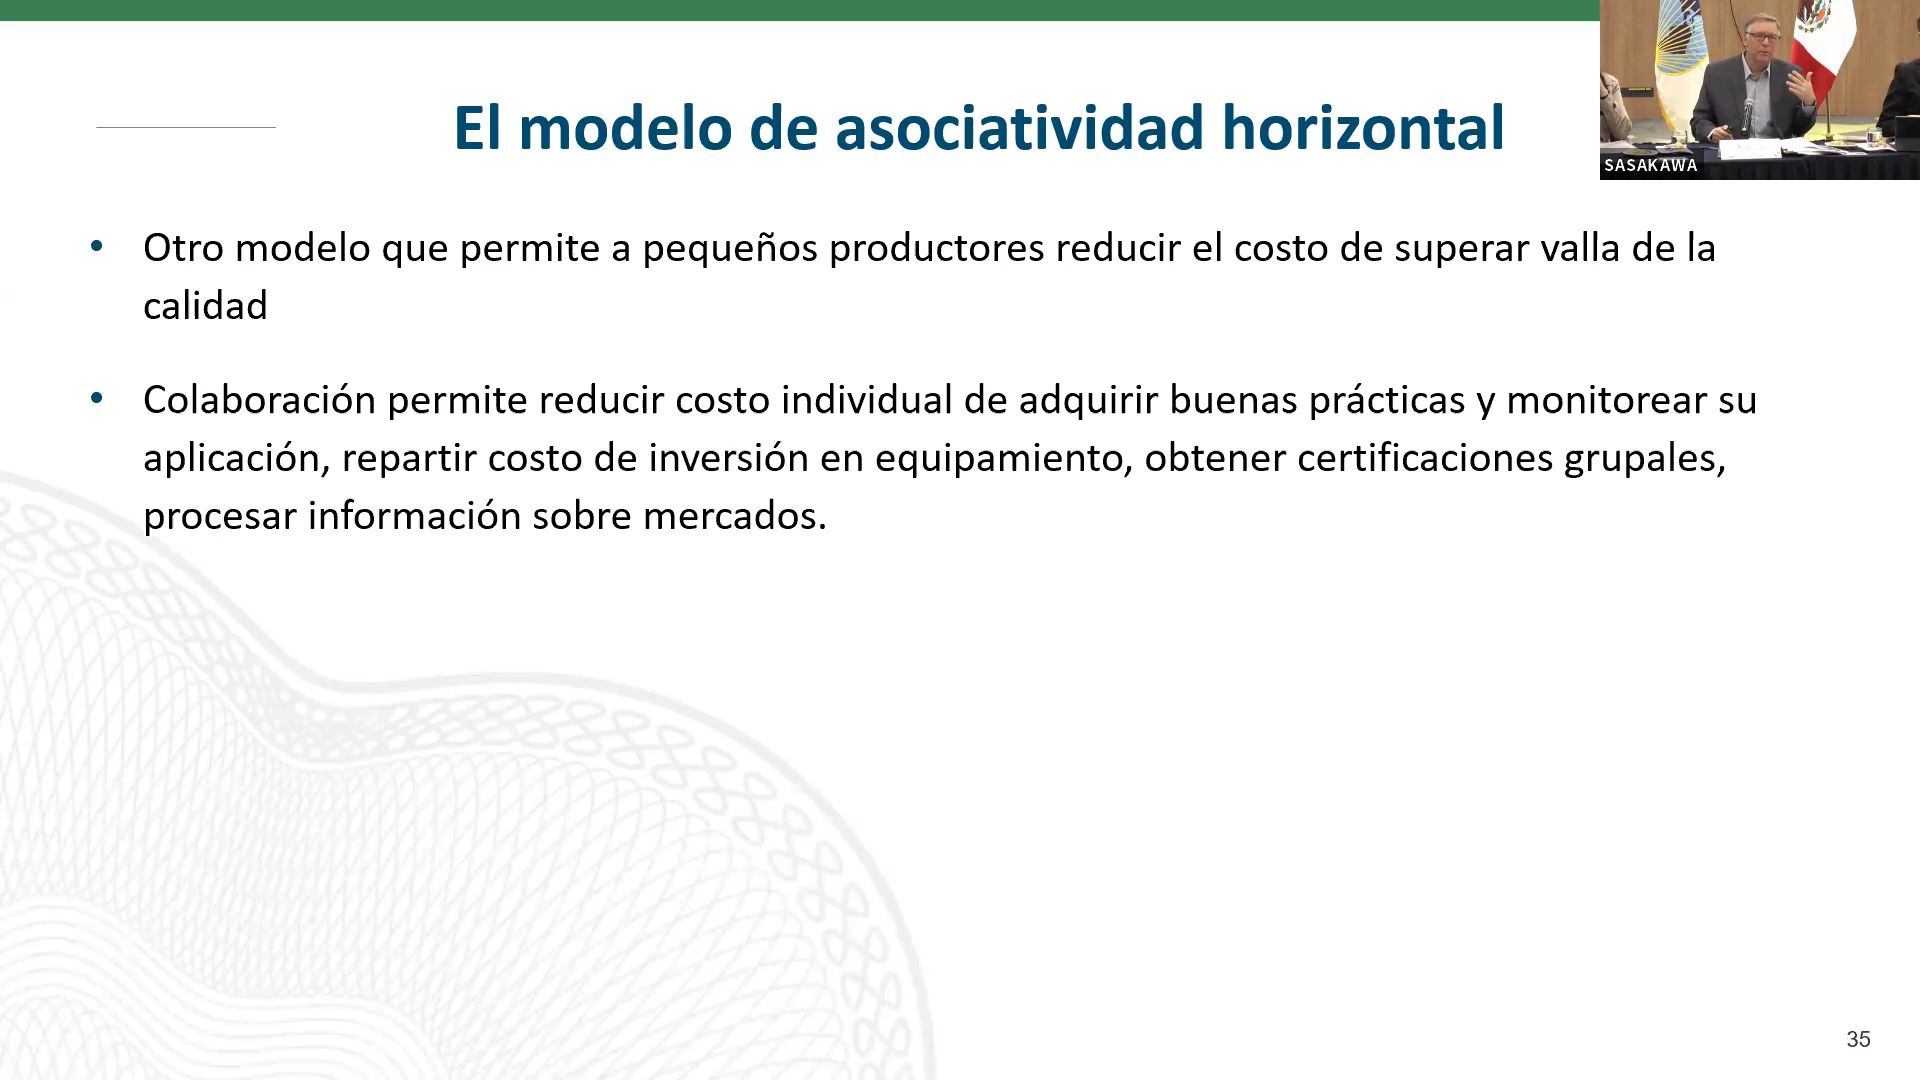 El modelo de asociatividad horizontal
SASAKAWA
• Otro modelo que permite a pequeños productores reducir el costo de superar valla de la
calidad
• Colaboración permite reducir costo individual de adquirir buenas prácticas y monitorear su
aplicación, repartir costo de inversión en equipamiento, obtener certificaciones grupales,
procesar información sobre mercados.
35